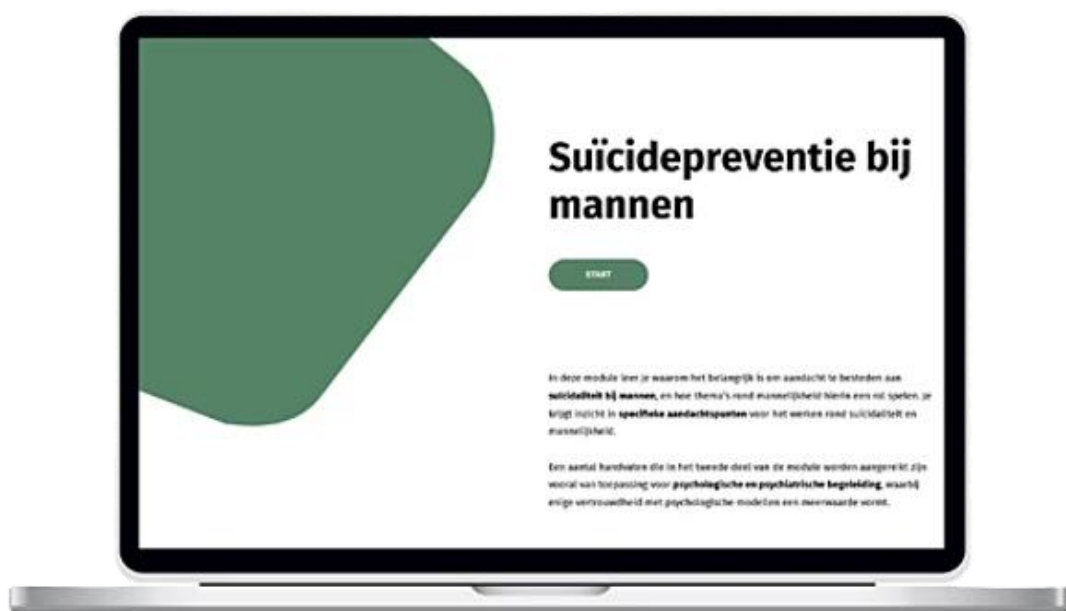 Suïcidepreventie bij
mannen
START
In deze module leer je waarom het belangrijk is om aandacht te besteden aan
suïcidaliteit bij mannen, en hoe thema's rond mannelijkheid hierin een rol spelen. Je
krijgt inzicht in specifieke aandachtspunten voor het werken rond suïcidaliteit en
mannelijkheid.
Een aantal handvaten die in het tweede deel van de module worden aangereikt zijn
vooral van toepassing voor psychologische en psychiatrische begeleiding, waarbij
enige vertrouwdheid met psychologische modellen een meerwaarde vormt.